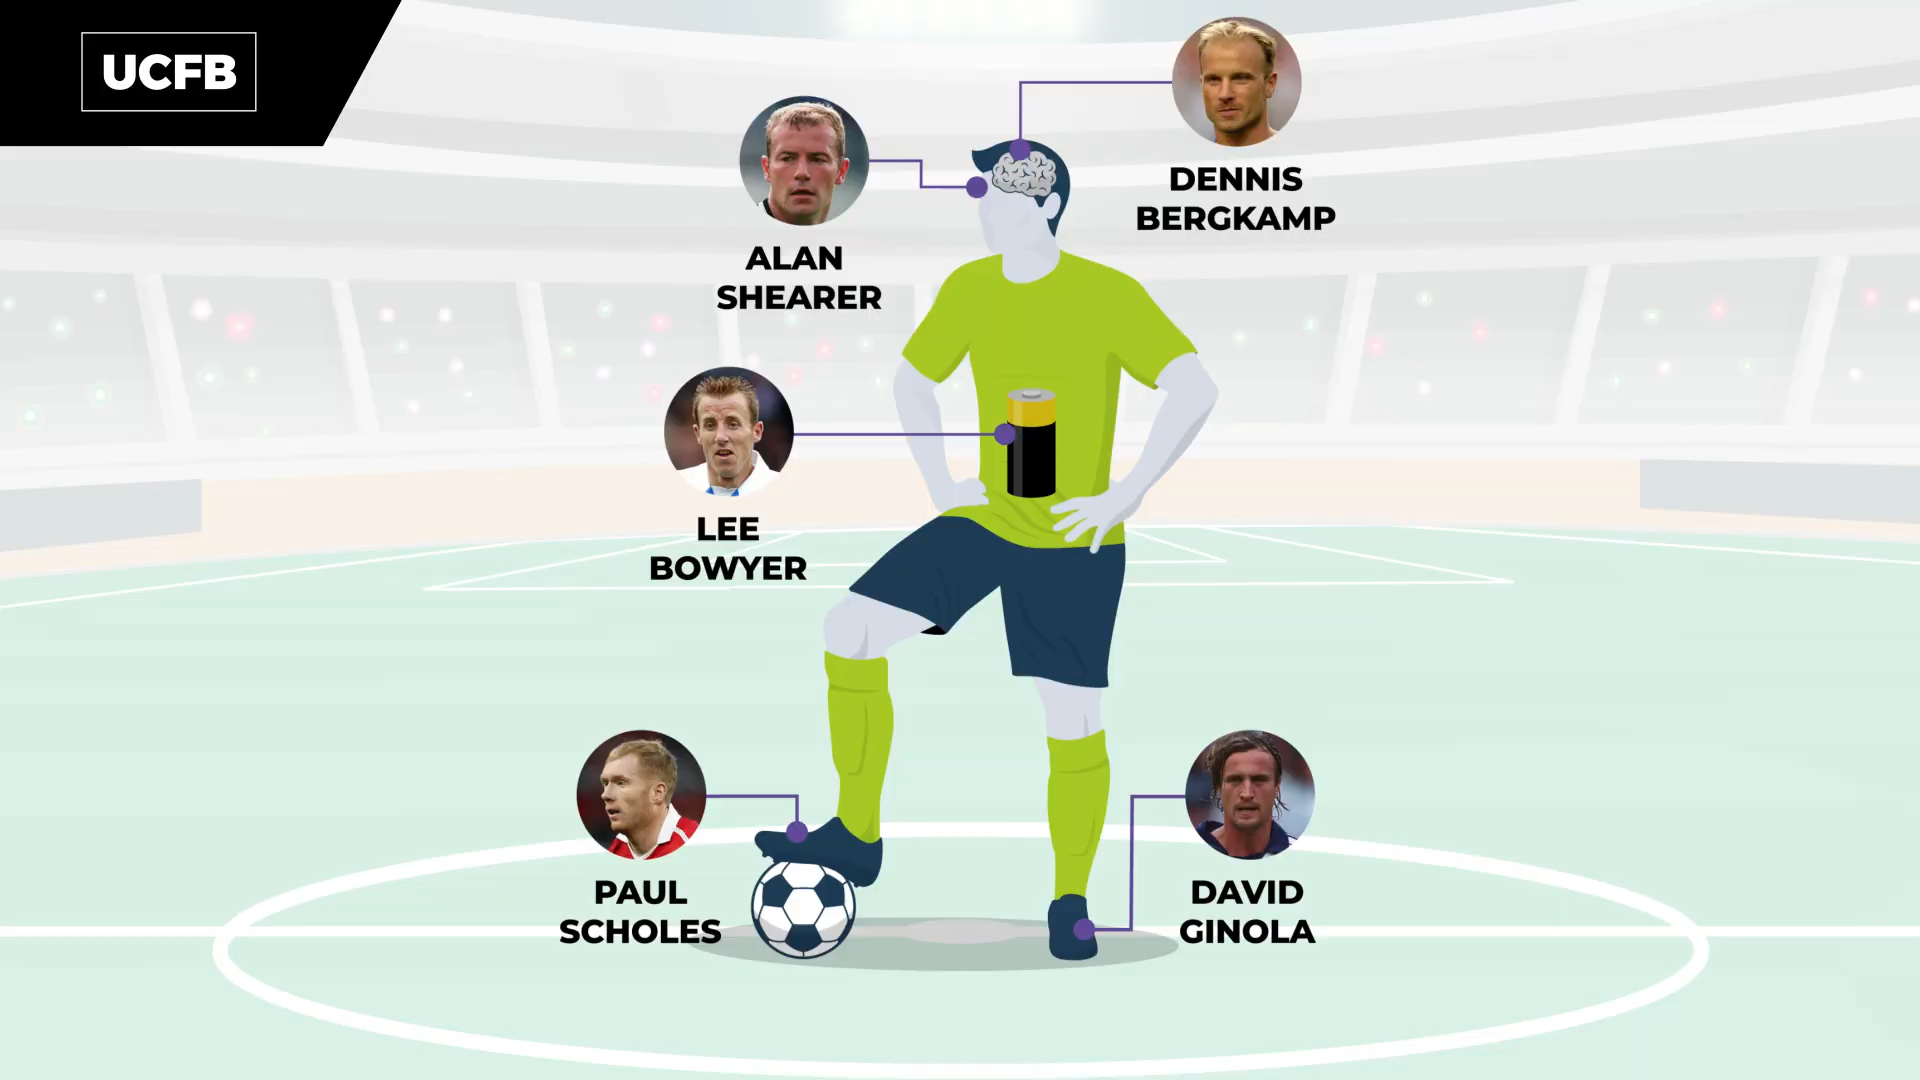 UCFB
DENNIS
BERGKAMP
ALAN
SHEARER
LEE
BOWYER
PAUL
SCHOLES
DAVID
GINOLA